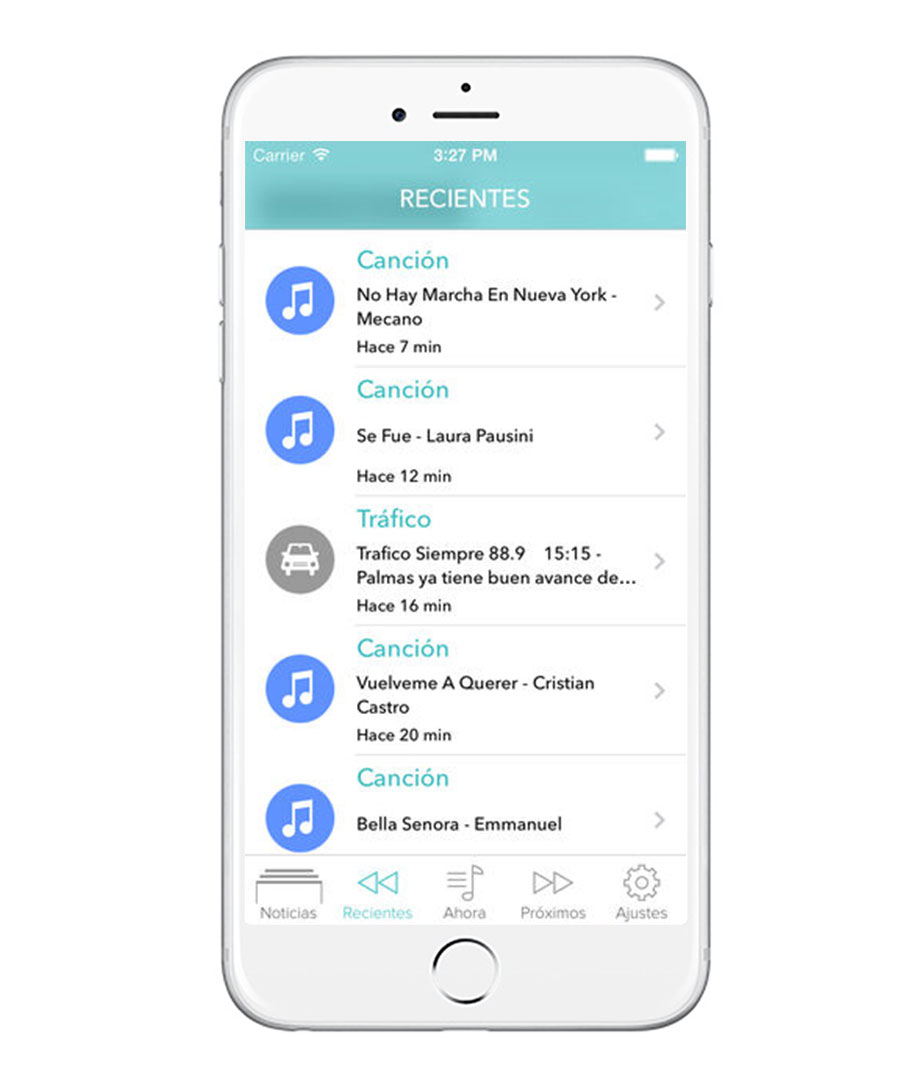 Carrier 3:27 PM
RECIENTES
Canción
No Hay Marcha En Nueva York -
Mecano
Hace 7 min
Canción
Se Fue - Laura Pausini
Hace 12 min
Tráfico
Trafico Siempre 88.9 15:15 -
Palmas ya tiene buen avance de...
Hace 16 min
Canción
Vuelveme A Querer - Cristian
Castro
Hace 20 min
Canción
Bella Senora - Emmanuel
Noticias Recientes Ahora Próximos Ajustes